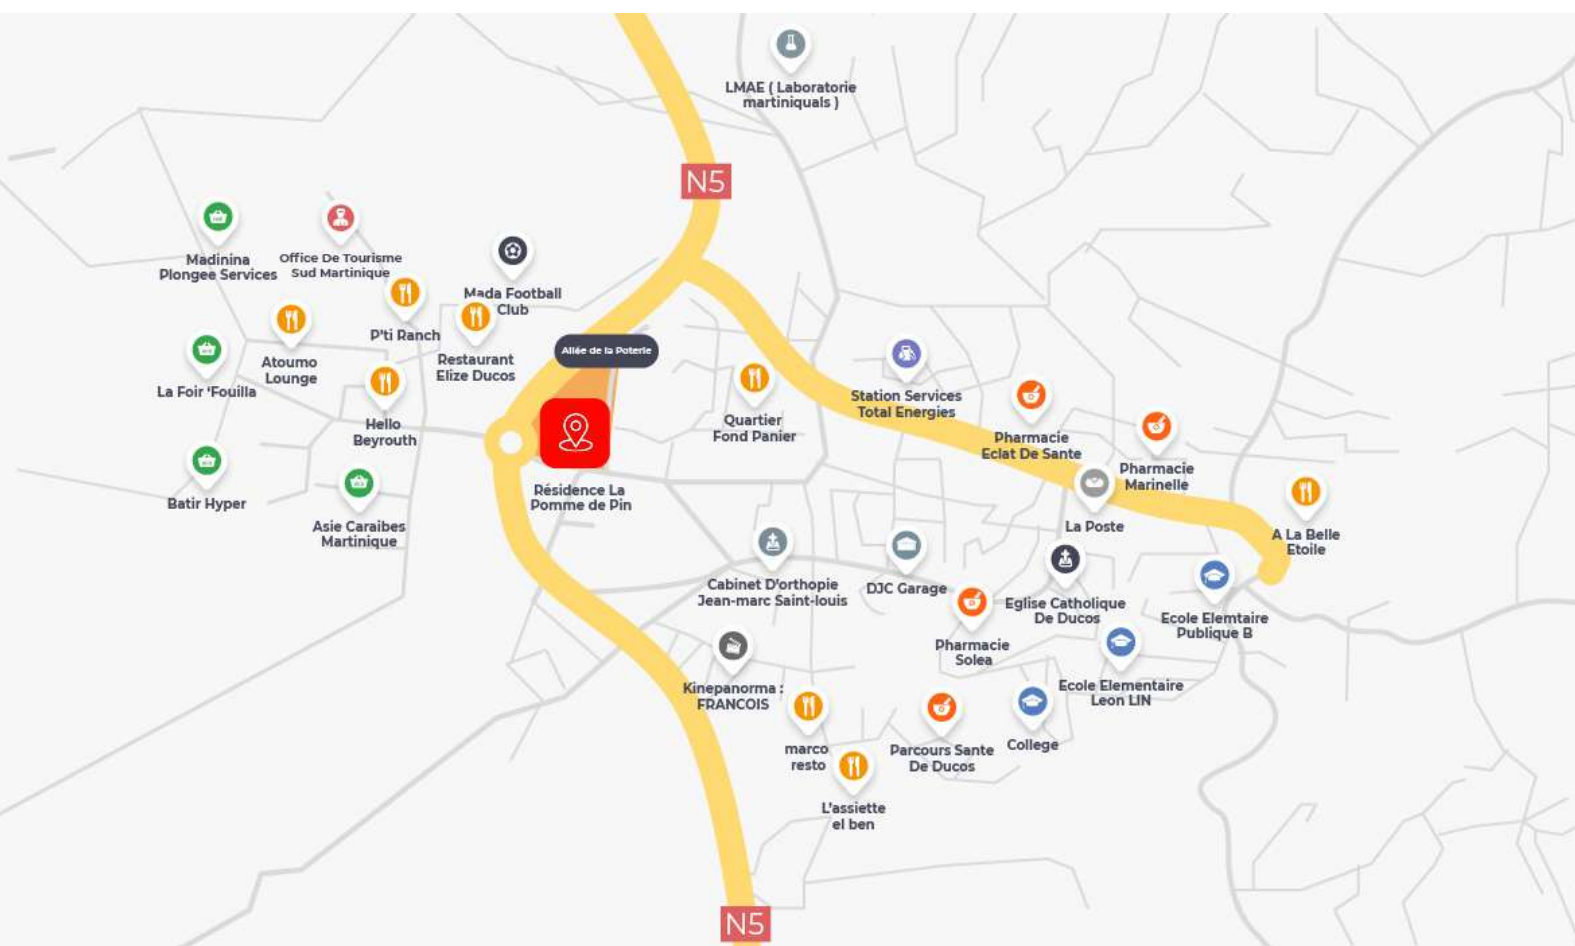 LMAE ( Laboratorie
martiniquals )
N5
Madinina
Plongee Services
Office De Tourisme
Sud Martinique
Mada Football
Club
P'ti Ranch
Restaurant
Elize Ducos
Allée de la Poterie
Atoumo
Lounge
La Foir 'Fouilla
Hello
Beyrouth
Quartier
Fond Panier
Station Services
Total Energies
Pharmacie
Eclat De Sante
Pharmacie
Marinelle
Batir Hyper
Résidence La
Pomme de Pin
Asie Caraibes
Martinique
La Poste
A La Belle
Etoile
Cabinet D'orthopie
Jean-marc Saint-louis
DJC Garage
Eglise Catholique
De Ducos
Ecole Elemtaire
Publique B
Pharmacie
Solea
Kinepanorma :
FRANCOIS
Ecole Elementaire
Leon LIN
marco
resto
Parcours Sante
De Ducos
College
L'assiette
el ben
N5